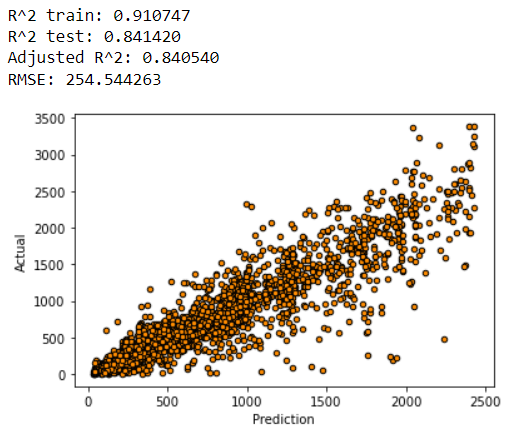 R^2 train: 0.910747
R^2 test: 0.841420
Adjusted R^2: 0.840540
RMSE: 254.544263
3500
3000
2500
2000
1500
1000
500
0
Actual
0 500 1000 1500 2000 2500
Prediction